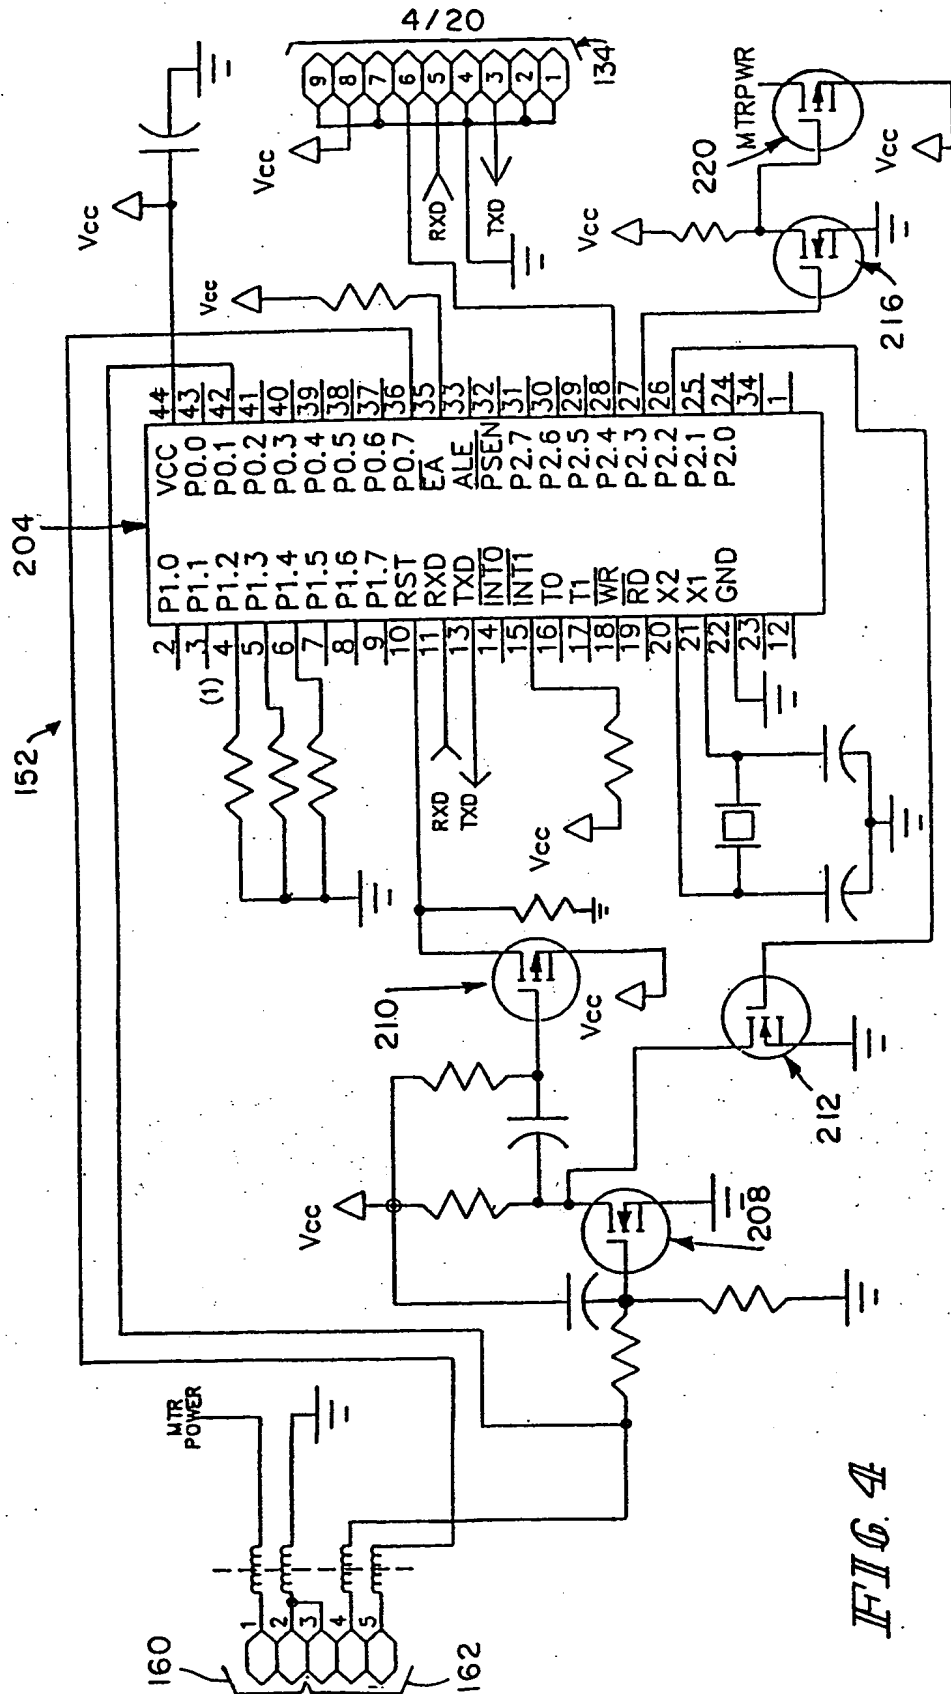 4/20
9
8
7
6
5
4
3
2
1
134
Vcc
RXD
TXD
Vcc
Vcc
MTRPWR
220
Vcc
Vcc
216
204
152
44
43
42
41
40
39
38
37
36
35
33
32
31
30
29
28
27
26
25
24
34
1
VCC
P0.0
P0.1
P0.2
P0.3
P0.4
P0.5
P0.6
P0.7
EA
ALE
PSEN
P2.7
P2.6
P2.5
P2.4
P2.3
P2.2
P2.1
P2.0
P1.0
P1.1
P1.2
P1.3
P1.4
P1.5
P1.6
P1.7
RST
RXD
TXD
INT0
INT1
T0
T1
WR
RD
X2
X1
GND
2
3
4
5
6
7
8
9
10
11
13
14
15
16
17
18
19
20
21
22
23
12
(1)
RXD
TXD
Vcc
210
Vcc
212
Vcc
208
MTR
POWER
1
2
3
4
5
160
162
FIG. 4